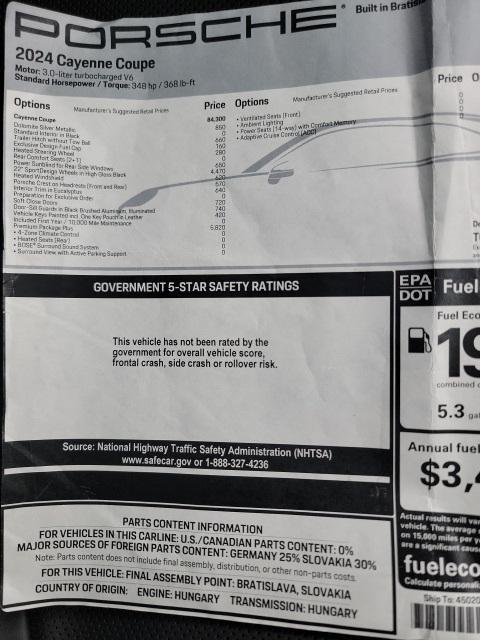 PORSCHE®
Built in Bratis
2024 Cayenne Coupe
Motor: 3.0-liter turbocharged V6
Standard Horsepower / Torque: 348 hp / 368 lb-ft
Options Manufacturer's Suggested Retail Prices Price
Cayenne Coupe 84,300
Dolomite Silver Metallic 850
Standard Interior in Black 0
Trailer Hitch without Tow Ball 660
Exclusive Design Fuel Cap 160
Heated Steering Wheel 280
Rear Comfort Seats (2+1) 0
Power Sunblind for Rear Side Windows 650
22" SportDesign Wheels in High Gloss Black 4,470
Heated Windshield 620
Porsche Crest on Headrests (Front and Rear) 570
Interior Trim in Eucalyptus 640
Preparation for Exclusive Order 0
Soft Close Doors 720
Door-Sill Guards in Black Brushed Aluminum, Illuminated 740
Vehicle Keys Painted incl. One Key Pouch in Leather 420
Included First Year / 10,000 Mile Maintenance 0
Premium Package Plus 5,820
• 4-Zone Climate Control 0
• Heated Seats (Rear) 0
• BOSE® Surround Sound System 0
• Surround View with Active Parking Support 0
Options Manufacturer's Suggested Retail Prices Price
• Ventilated Seats (Front) 0
• Ambient Lighting 0
• Power Seats (14-way) with Comfort Memory 0
• Adaptive Cruise Control (ACC) 0
GOVERNMENT 5-STAR SAFETY RATINGS
This vehicle has not been rated by the
government for overall vehicle score,
frontal crash, side crash or rollover risk.
Source: National Highway Traffic Safety Administration (NHTSA)
www.safecar.gov or 1-888-327-4236
PARTS CONTENT INFORMATION
FOR VEHICLES IN THIS CARLINE: U.S./CANADIAN PARTS CONTENT: 0%
MAJOR SOURCES OF FOREIGN PARTS CONTENT: GERMANY 25% SLOVAKIA 30%
Note: Parts content does not include final assembly, distribution, or other non-parts costs.
FOR THIS VEHICLE: FINAL ASSEMBLY POINT: BRATISLAVA, SLOVAKIA
COUNTRY OF ORIGIN: ENGINE: HUNGARY TRANSMISSION: HUNGARY
EPA
DOT
Fuel
Fuel Eco
19
combined c
5.3 gal
Annual fuel
$3,
Actual results will var
vehicle. The average
on 15,000 miles per y
are a significant cause
fueleco
Calculate personali
Ship To: 45020